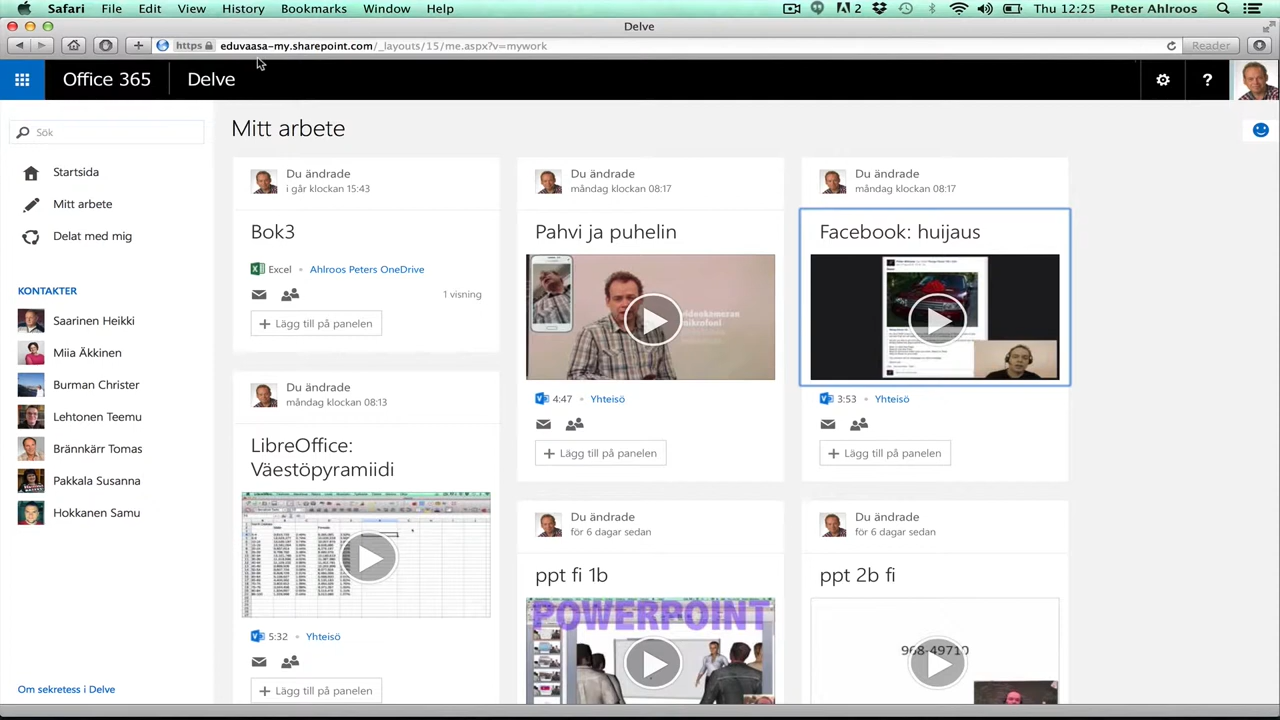 Safari File Edit View History Bookmarks Window Help
2
Thu 12:25 Peter Ahlroos
Delve
https eduvaasa-my.sharepoint.com/_layouts/15/me.aspx?v=mywork
Reader
Office 365
Delve
?
Sök
Startsida
Mitt arbete
Delat med mig
KONTAKTER
Saarinen Heikki
Miia Äkkinen
Burman Christer
Lehtonen Teemu
Brännkärr Tomas
Pakkala Susanna
Hokkanen Samu
Om sekretess i Delve
Mitt arbete
Du ändrade
i går klockan 15:43
Bok3
Excel • Ahlroos Peters OneDrive
1 visning
+ Lägg till på panelen
Du ändrade
måndag klockan 08:13
LibreOffice:
Väestöpyramiidi
5:32 • Yhteisö
+ Lägg till på panelen
Du ändrade
måndag klockan 08:17
Pahvi ja puhelin
videokameran
mikrofoni
4:47 • Yhteisö
+ Lägg till på panelen
Du ändrade
för 6 dagar sedan
ppt fi 1b
POWERPOINT
Du ändrade
måndag klockan 08:17
Facebook: huijaus
3:53 • Yhteisö
+ Lägg till på panelen
Du ändrade
för 6 dagar sedan
ppt 2b fi
968-49710